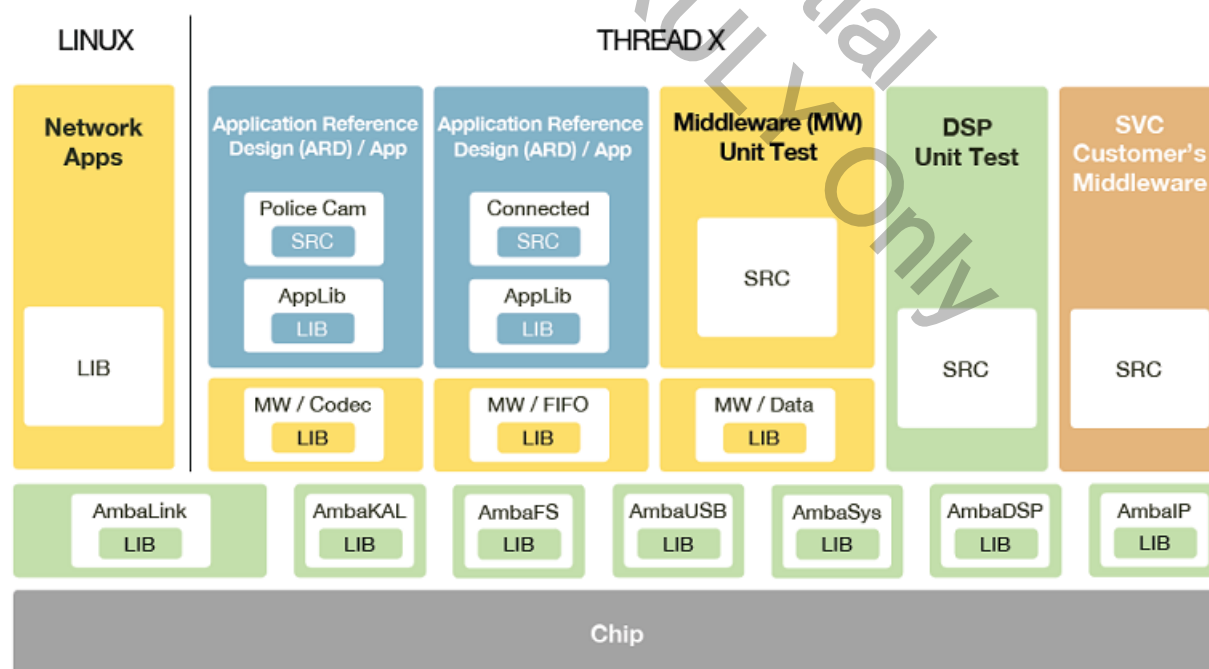 LINUX
THREAD X
Network
Apps
LIB
Application Reference
Design (ARD) / App
Police Cam
SRC
AppLib
LIB
Application Reference
Design (ARD) / App
Connected
SRC
AppLib
LIB
Middleware (MW)
Unit Test
SRC
DSP
Unit Test
SRC
SVC
Customer's
Middleware
SRC
MW / Codec
LIB
MW / FIFO
LIB
MW / Data
LIB
AmbaLink
LIB
AmbaKAL
LIB
AmbaFS
LIB
AmbaUSB
LIB
AmbaSys
LIB
AmbaDSP
LIB
AmbaIP
LIB
Chip
Only